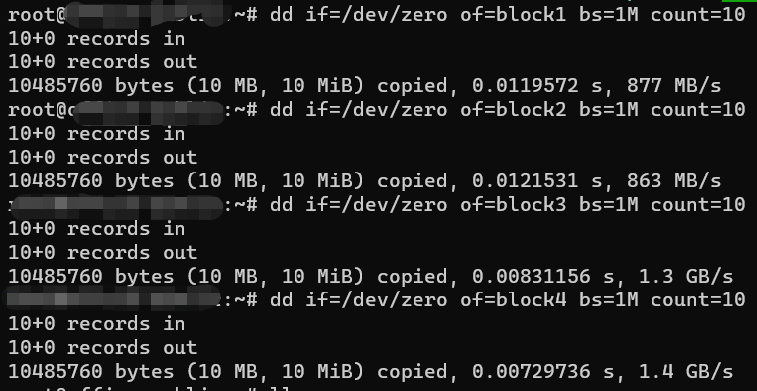 root@ :~# dd if=/dev/zero of=block1 bs=1M count=10
10+0 records in
10+0 records out
10485760 bytes (10 MB, 10 MiB) copied, 0.0119572 s, 877 MB/s
root@ :~# dd if=/dev/zero of=block2 bs=1M count=10
10+0 records in
10+0 records out
10485760 bytes (10 MB, 10 MiB) copied, 0.0121531 s, 863 MB/s
:~# dd if=/dev/zero of=block3 bs=1M count=10
10+0 records in
10+0 records out
10485760 bytes (10 MB, 10 MiB) copied, 0.00831156 s, 1.3 GB/s
:~# dd if=/dev/zero of=block4 bs=1M count=10
10+0 records in
10+0 records out
10485760 bytes (10 MB, 10 MiB) copied, 0.00729736 s, 1.4 GB/s